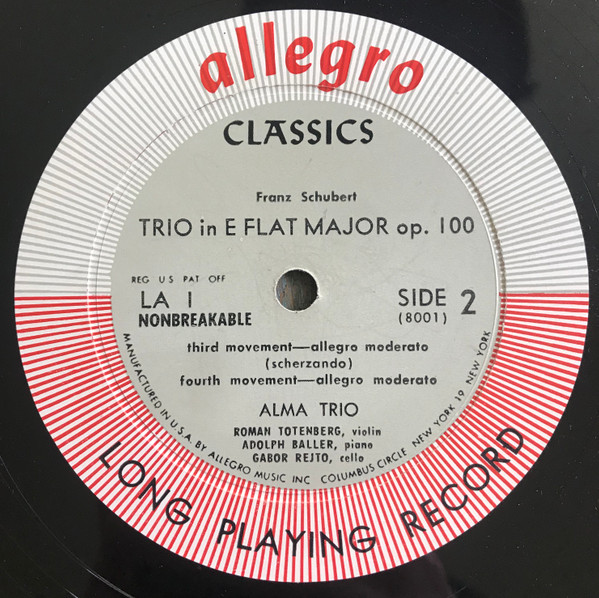 allegro
CLASSICS
Franz Schubert
TRIO in E FLAT MAJOR op. 100
REG U S PAT OFF
LA I
NONBREAKABLE
SIDE 2
(8001)
third movement—allegro moderato
(scherzando)
fourth movement—allegro moderato
ALMA TRIO
ROMAN TOTENBERG, violin
ADOLPH BALLER, piano
GABOR REJTO, cello
MANUFACTURED IN U.S.A. BY ALLEGRO MUSIC INC COLUMBUS CIRCLE NEW YORK 19 NEW YORK
LONG PLAYING RECORD